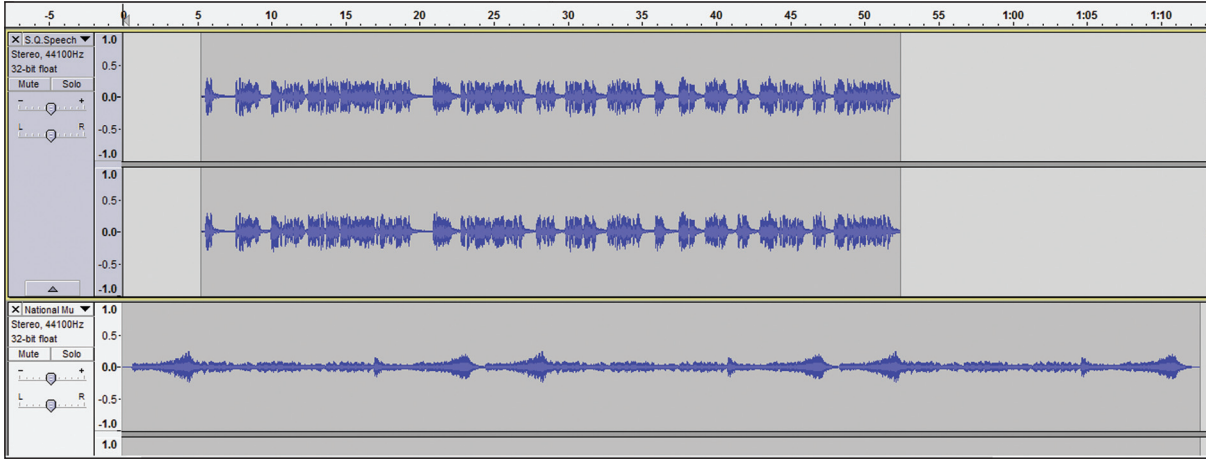 -5 0 5 10 15 20 25 30 35 40 45 50 55 1:00 1:05 1:10
X S.Q.Speech
Stereo, 44100Hz
32-bit float
Mute Solo
- +
L R
1.0
0.5-
0.0-
-0.5-
-1.0
1.0
0.5-
0.0-
-0.5-
-1.0
X National Mu
Stereo, 44100Hz
32-bit float
Mute Solo
- +
L R
1.0
0.5-
0.0-
-0.5-
-1.0
1.0